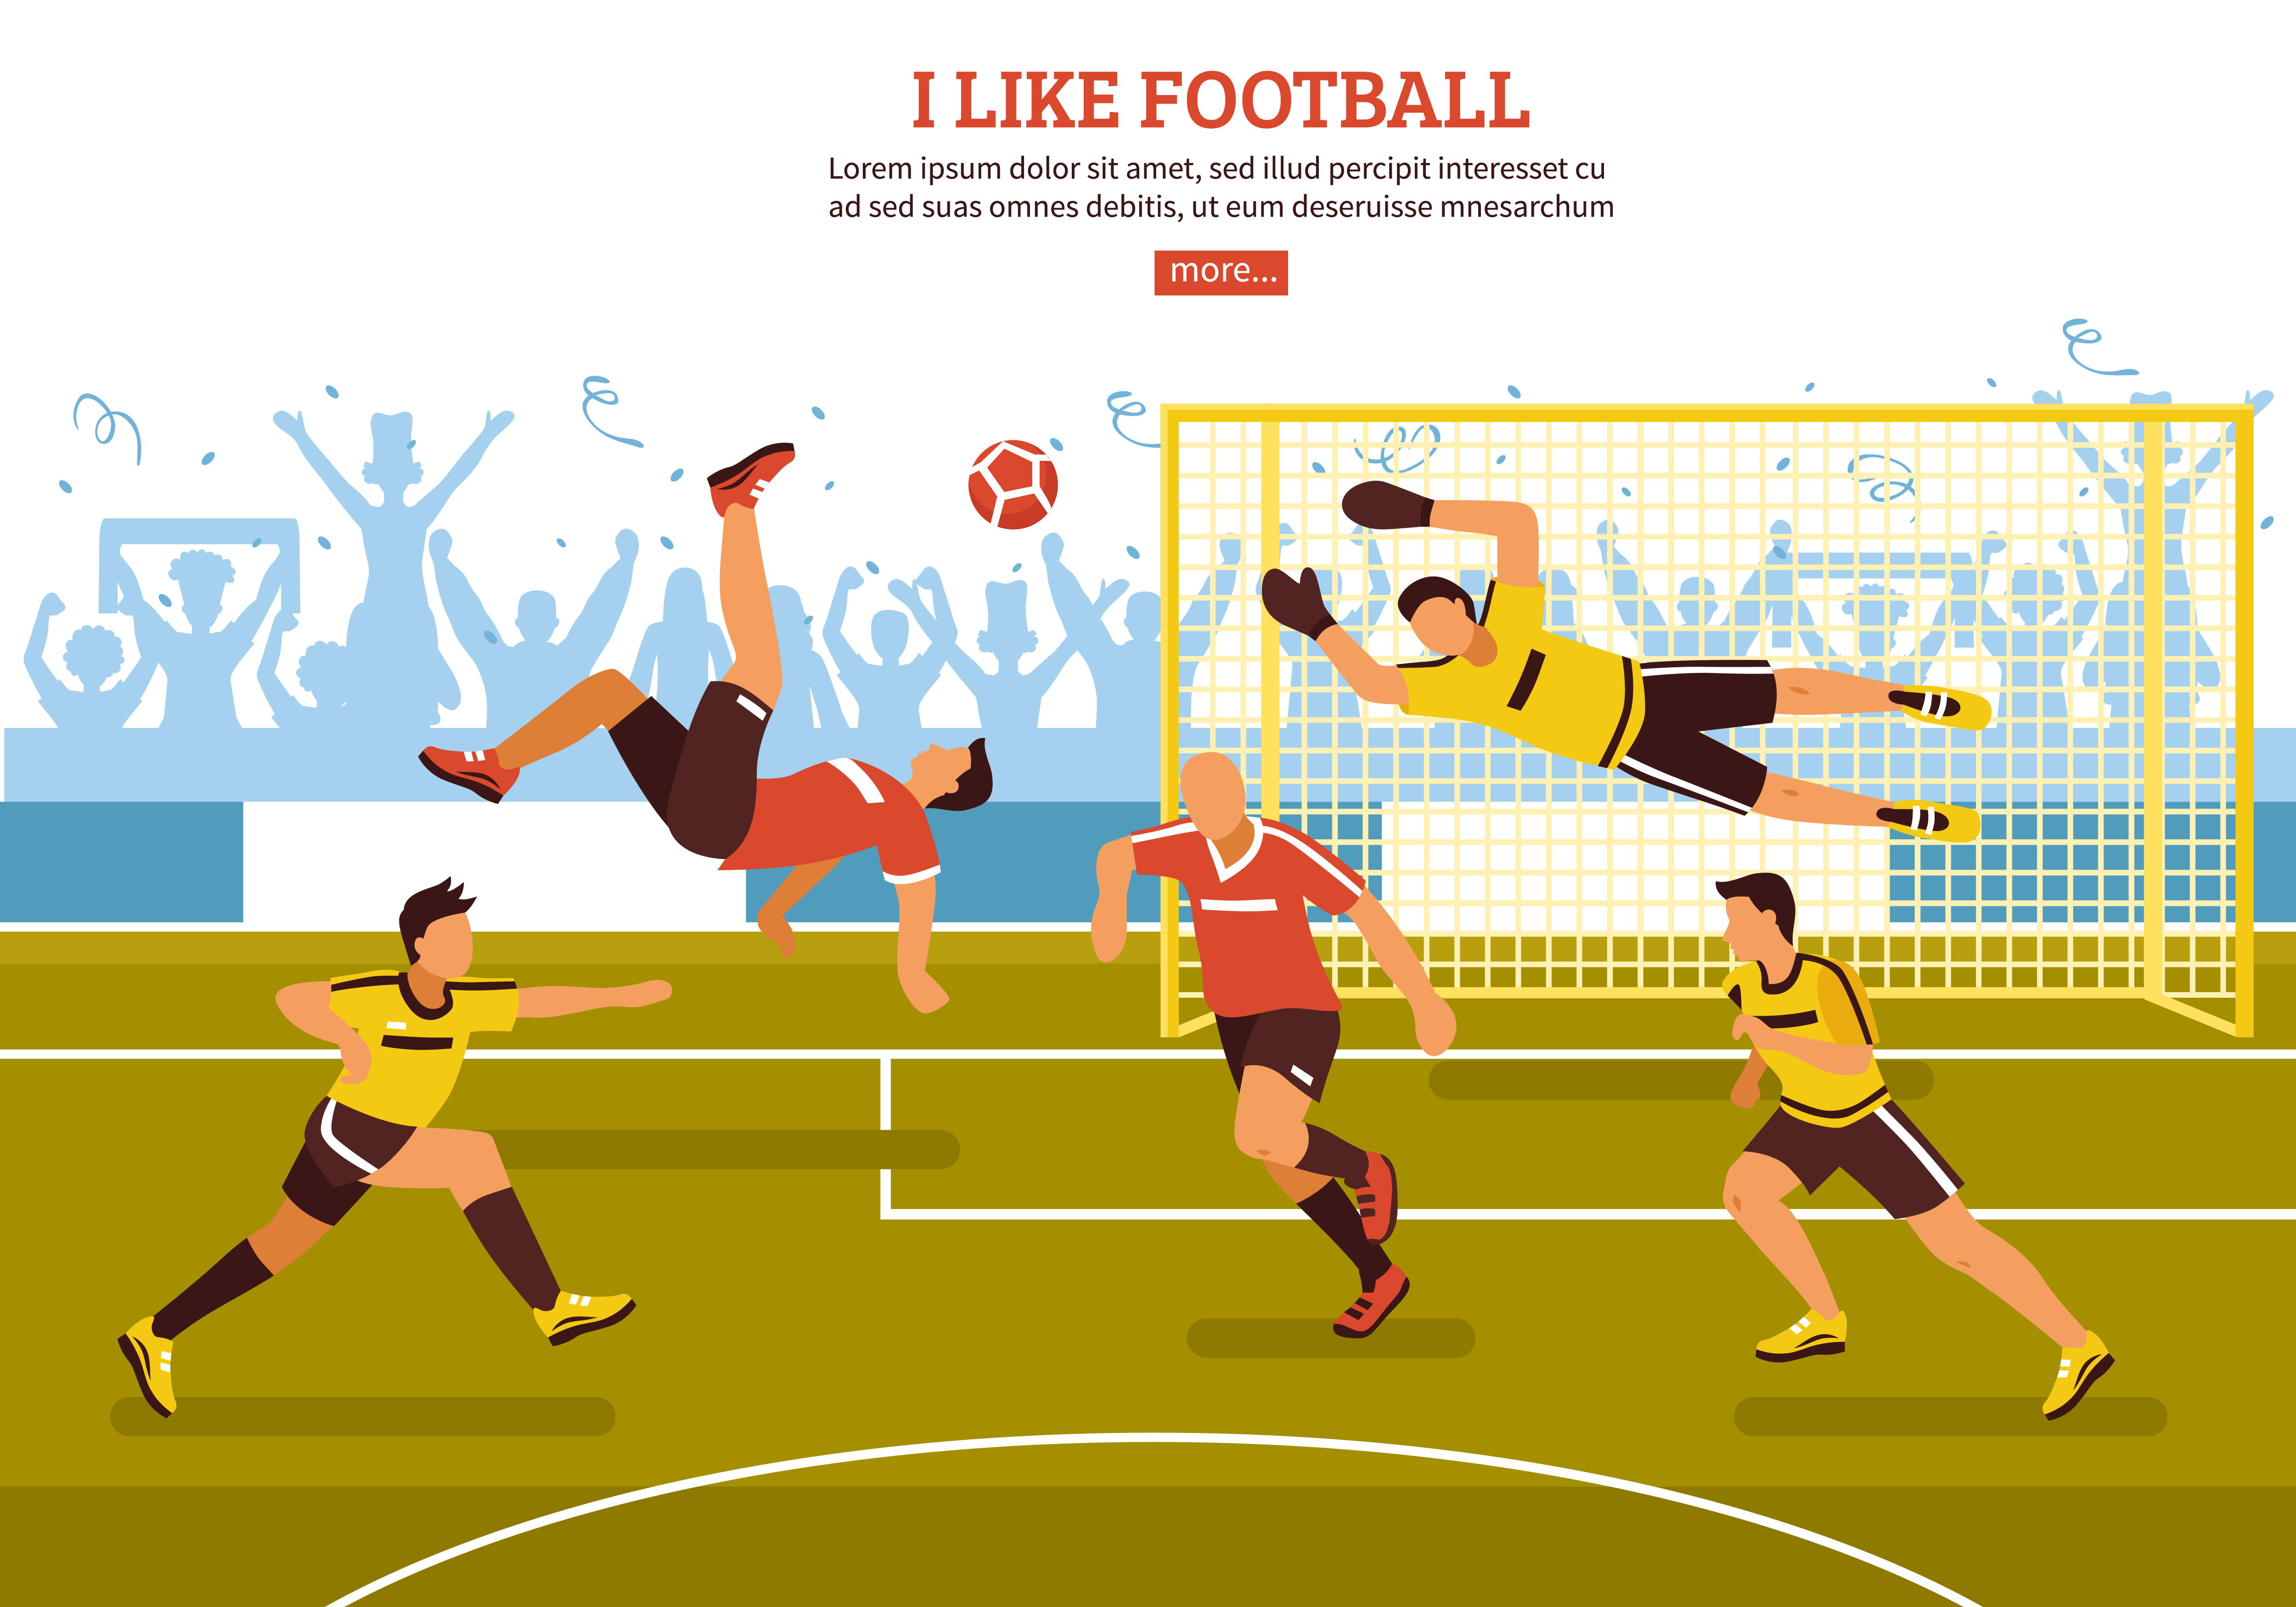 I LIKE FOOTBALL
Lorem ipsum dolor sit amet, sed illud percipit interesset cu
ad sed suas omnes debitis, ut eum deseruisse mnesarchum
more...